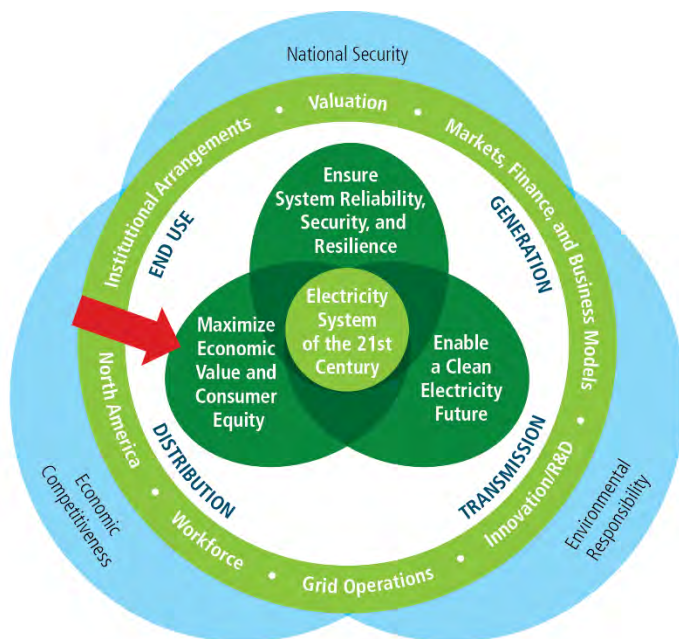 National Security
Valuation
Markets, Finance, and Business Models
Innovation/R&D
Grid Operations
Workforce
North America
Institutional Arrangements
END USE
GENERATION
TRANSMISSION
DISTRIBUTION
Ensure
System Reliability,
Security, and
Resilience
Electricity
System
of the 21st
Century
Maximize
Economic
Value and
Consumer
Equity
Enable
a Clean
Electricity
Future
Economic
Competitiveness
Environmental
Responsibility